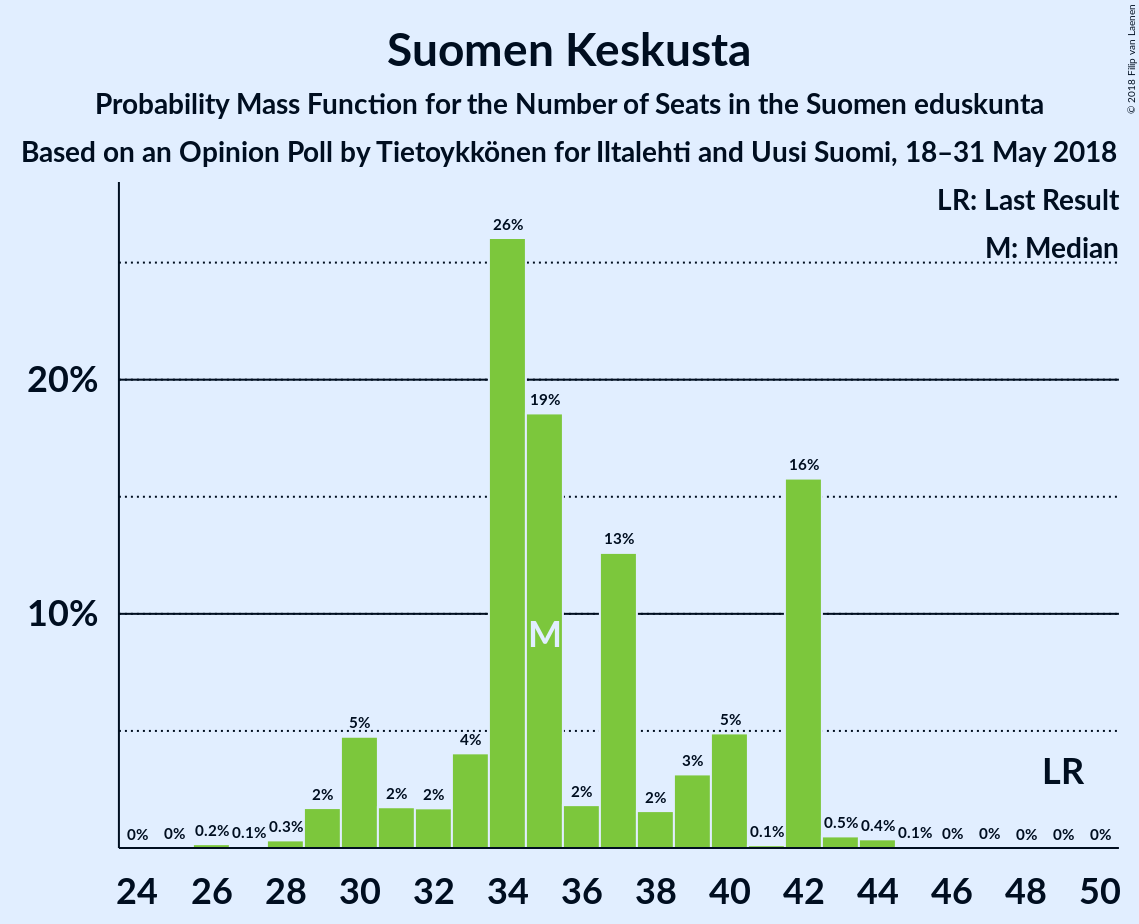 © 2018 Filip van Laenen
Suomen Keskusta
Probability Mass Function for the Number of Seats in the Suomen eduskunta
Based on an Opinion Poll by Tietoykkönen for Iltalehti and Uusi Suomi, 18–31 May 2018
LR: Last Result
M: Median
20%
10%
0% 0% 0.2% 0.1% 0.3% 2% 5% 2% 2% 4% 26% 19% 2% 13% 2% 3% 5% 0.1% 16% 0.5% 0.4% 0.1% 0% 0% 0% 0% 0%
M
LR
24 26 28 30 32 34 36 38 40 42 44 46 48 50